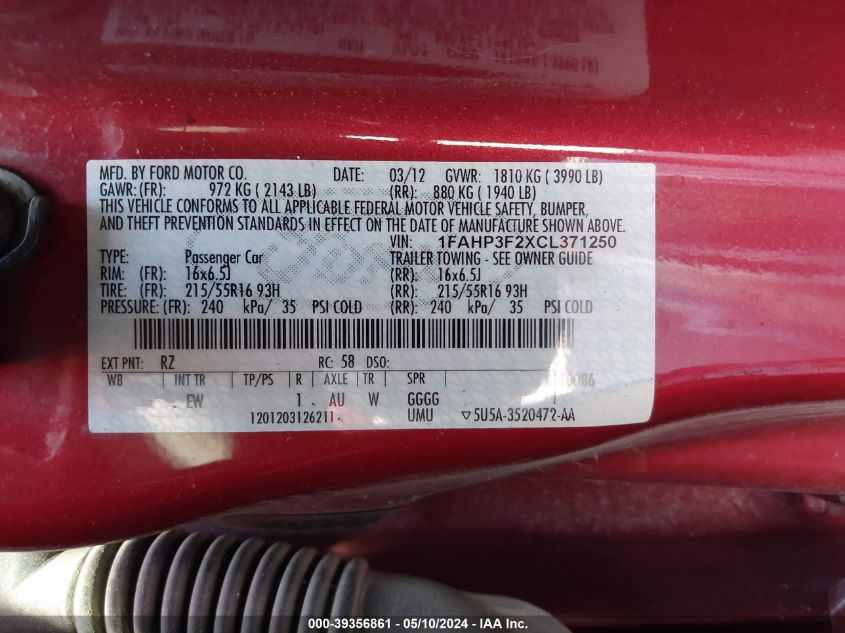 MFD. BY FORD MOTOR CO. DATE: 03/12 GVWR: 1810 KG ( 3990 LB)
GAWR: (FR): 972 KG ( 2143 LB) (RR): 880 KG ( 1940 LB)
THIS VEHICLE CONFORMS TO ALL APPLICABLE FEDERAL MOTOR VEHICLE SAFETY, BUMPER,
AND THEFT PREVENTION STANDARDS IN EFFECT ON THE DATE OF MANUFACTURE SHOWN ABOVE.
VIN: 1FAHP3F2XCL371250
TYPE: Passenger Car TRAILER TOWING - SEE OWNER GUIDE
RIM: (FR): 16x6.5J (RR): 16x6.5J
TIRE: (FR): 215/55R16 93H (RR): 215/55R16 93H
PRESSURE: (FR): 240 kPa/ 35 PSI COLD (RR): 240 kPa/ 35 PSI COLD
EXT PNT: RZ RC: 58 DSO:
WB INT TR TP/PS R AXLE TR SPR
EW 1 AU W GGGG
1201203126211 UMU ▽5U5A-3520472-AA
000-39356861 - 05/10/2024 - IAA Inc.